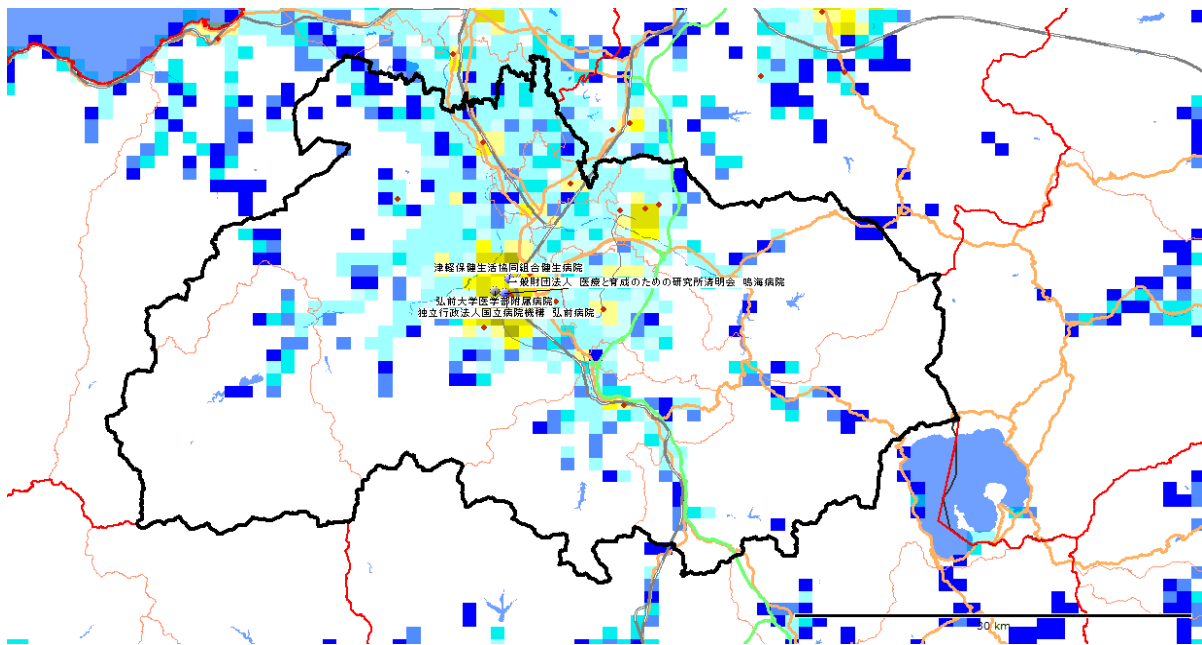 津軽保健生活協同組合健生病院
一般財団法人 医療と育成のための研究所清明会 鳴海病院
弘前大学医学部附属病院
独立行政法人国立病院機構 弘前病院
30 km